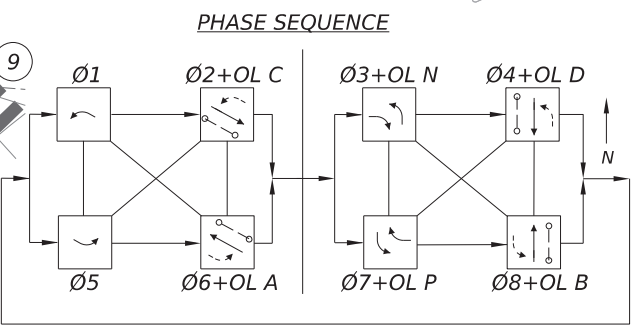 PHASE SEQUENCE
9
Ø1
Ø2+OL C
Ø3+OL N
Ø4+OL D
N
Ø5
Ø6+OL A
Ø7+OL P
Ø8+OL B